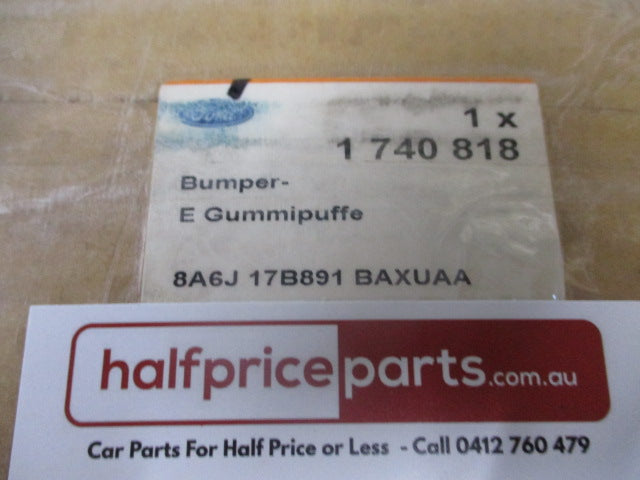 Ford
1 x
1 740 818
Bumper-
E Gummipuffe
8A6J 17B891 BAXUAA
halfpriceparts.com.au
Car Parts For Half Price or Less - Call 0412 760 479